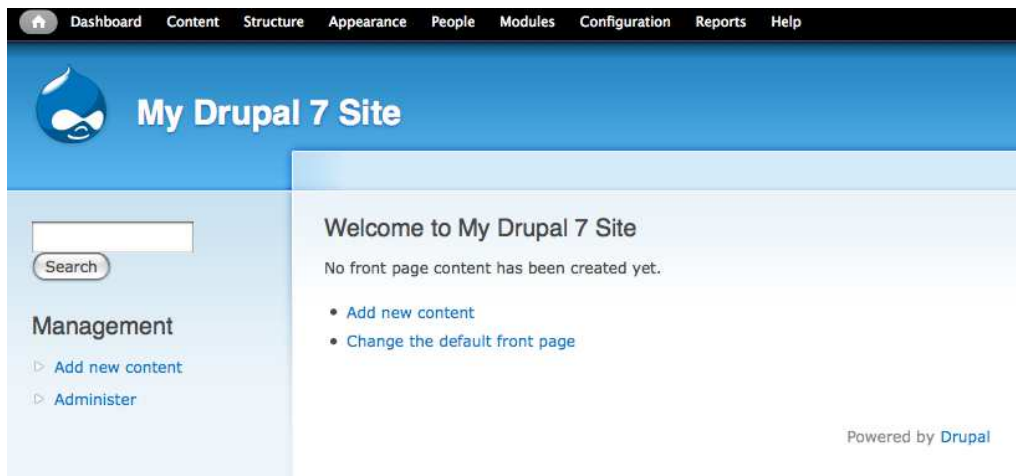 Dashboard Content Structure Appearance People Modules Configuration Reports Help
My Drupal 7 Site
Search
Management
Add new content
Administer
Welcome to My Drupal 7 Site
No front page content has been created yet.
Add new content
Change the default front page
Powered by Drupal